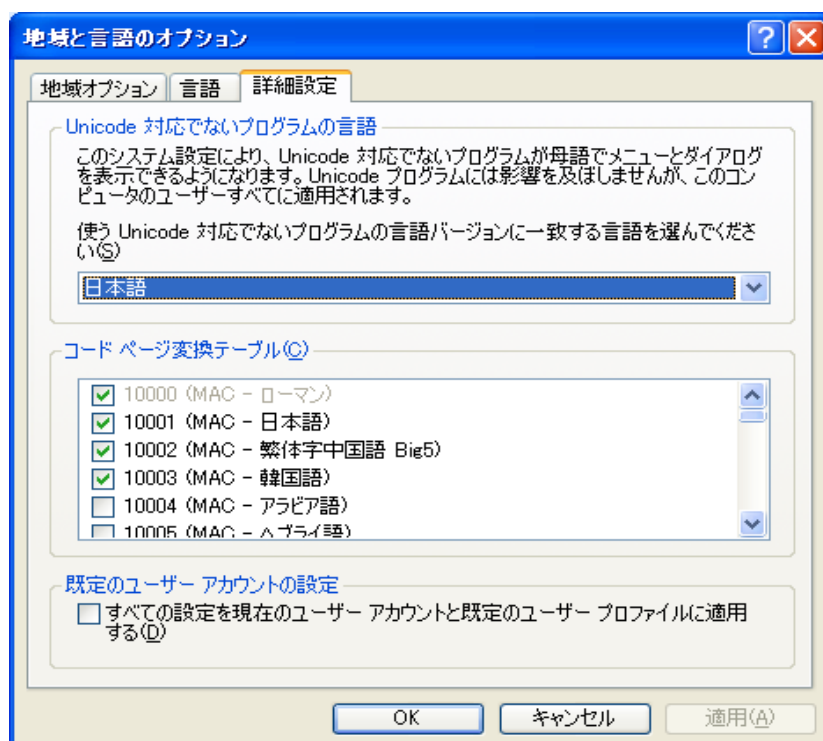 地域と言語のオプション
地域オプション 言語 詳細設定
Unicode 対応でないプログラムの言語
このシステム設定により、Unicode 対応でないプログラムが母語でメニューとダイアログ
を表示できるようになります。Unicode プログラムには影響を及ぼしませんが、このコン
ピュータのユーザーすべてに適用されます。
使う Unicode 対応でないプログラムの言語バージョンに一致する言語を選んでくださ
い(S)
日本語
コード ページ変換テーブル(C)
10000 (MAC - ローマン)
10001 (MAC - 日本語)
10002 (MAC - 繁体字中国語 Big5)
10003 (MAC - 韓国語)
10004 (MAC - アラビア語)
10005 (MAC - ヘブライ語)
既定のユーザー アカウントの設定
すべての設定を現在のユーザー アカウントと既定のユーザー プロファイルに適用
する(D)
OK キャンセル 適用(A)